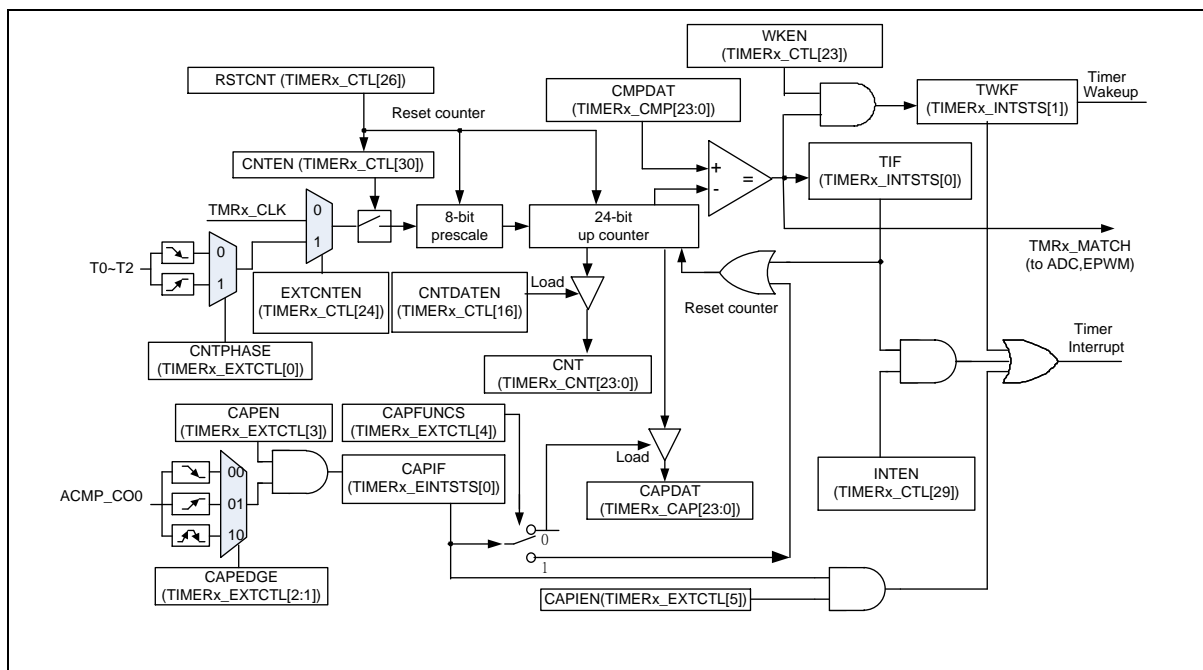 WKEN
(TIMERx_CTL[23])
RSTCNT (TIMERx_CTL[26])
CMPDAT
(TIMERx_CMP[23:0])
TWKF
(TIMERx_INTSTS[1])
Timer
Wakeup
Reset counter
CNTEN (TIMERx_CTL[30])
+
-
=
TIF
(TIMERx_INTSTS[0])
TMRx_CLK
0
1
8-bit
prescale
24-bit
up counter
TMRx_MATCH
(to ADC,EPWM)
T0~T2
0
1
EXTCNTEN
(TIMERx_CTL[24])
CNTDATEN
(TIMERx_CTL[16])
Load
Reset counter
CNTPHASE
(TIMERx_EXTCTL[0])
CNT
(TIMERx_CNT[23:0])
Timer
Interrupt
CAPEN
(TIMERx_EXTCTL[3])
CAPFUNCS
(TIMERx_EXTCTL[4])
Load
ACMP_CO0
00
01
10
CAPIF
(TIMERx_EINTSTS[0])
CAPDAT
(TIMERx_CAP[23:0])
INTEN
(TIMERx_CTL[29])
0
1
CAPEDGE
(TIMERx_EXTCTL[2:1])
CAPIEN(TIMERx_EXTCTL[5])